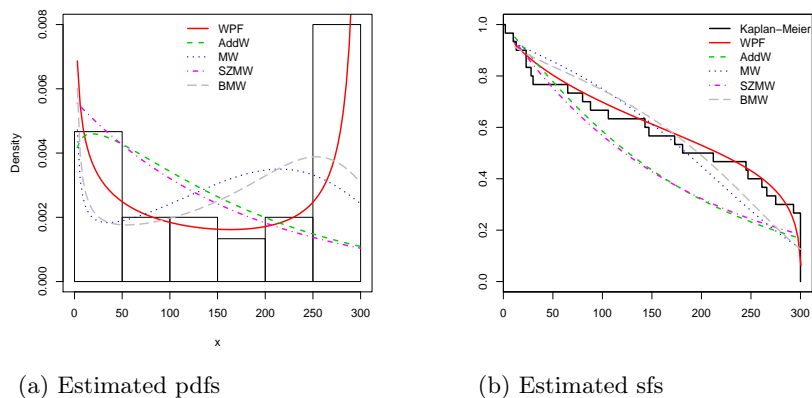 WPF
AddW
MW
SZMW
BMW
Density
0.000
0.002
0.004
0.006
0.008
0
50
100
150
200
250
300
x
(a) Estimated pdfs
Kaplan−Meier
WPF
AddW
MW
SZMW
BMW
0.0
0.2
0.4
0.6
0.8
1.0
0
50
100
150
200
250
300
(b) Estimated sfs